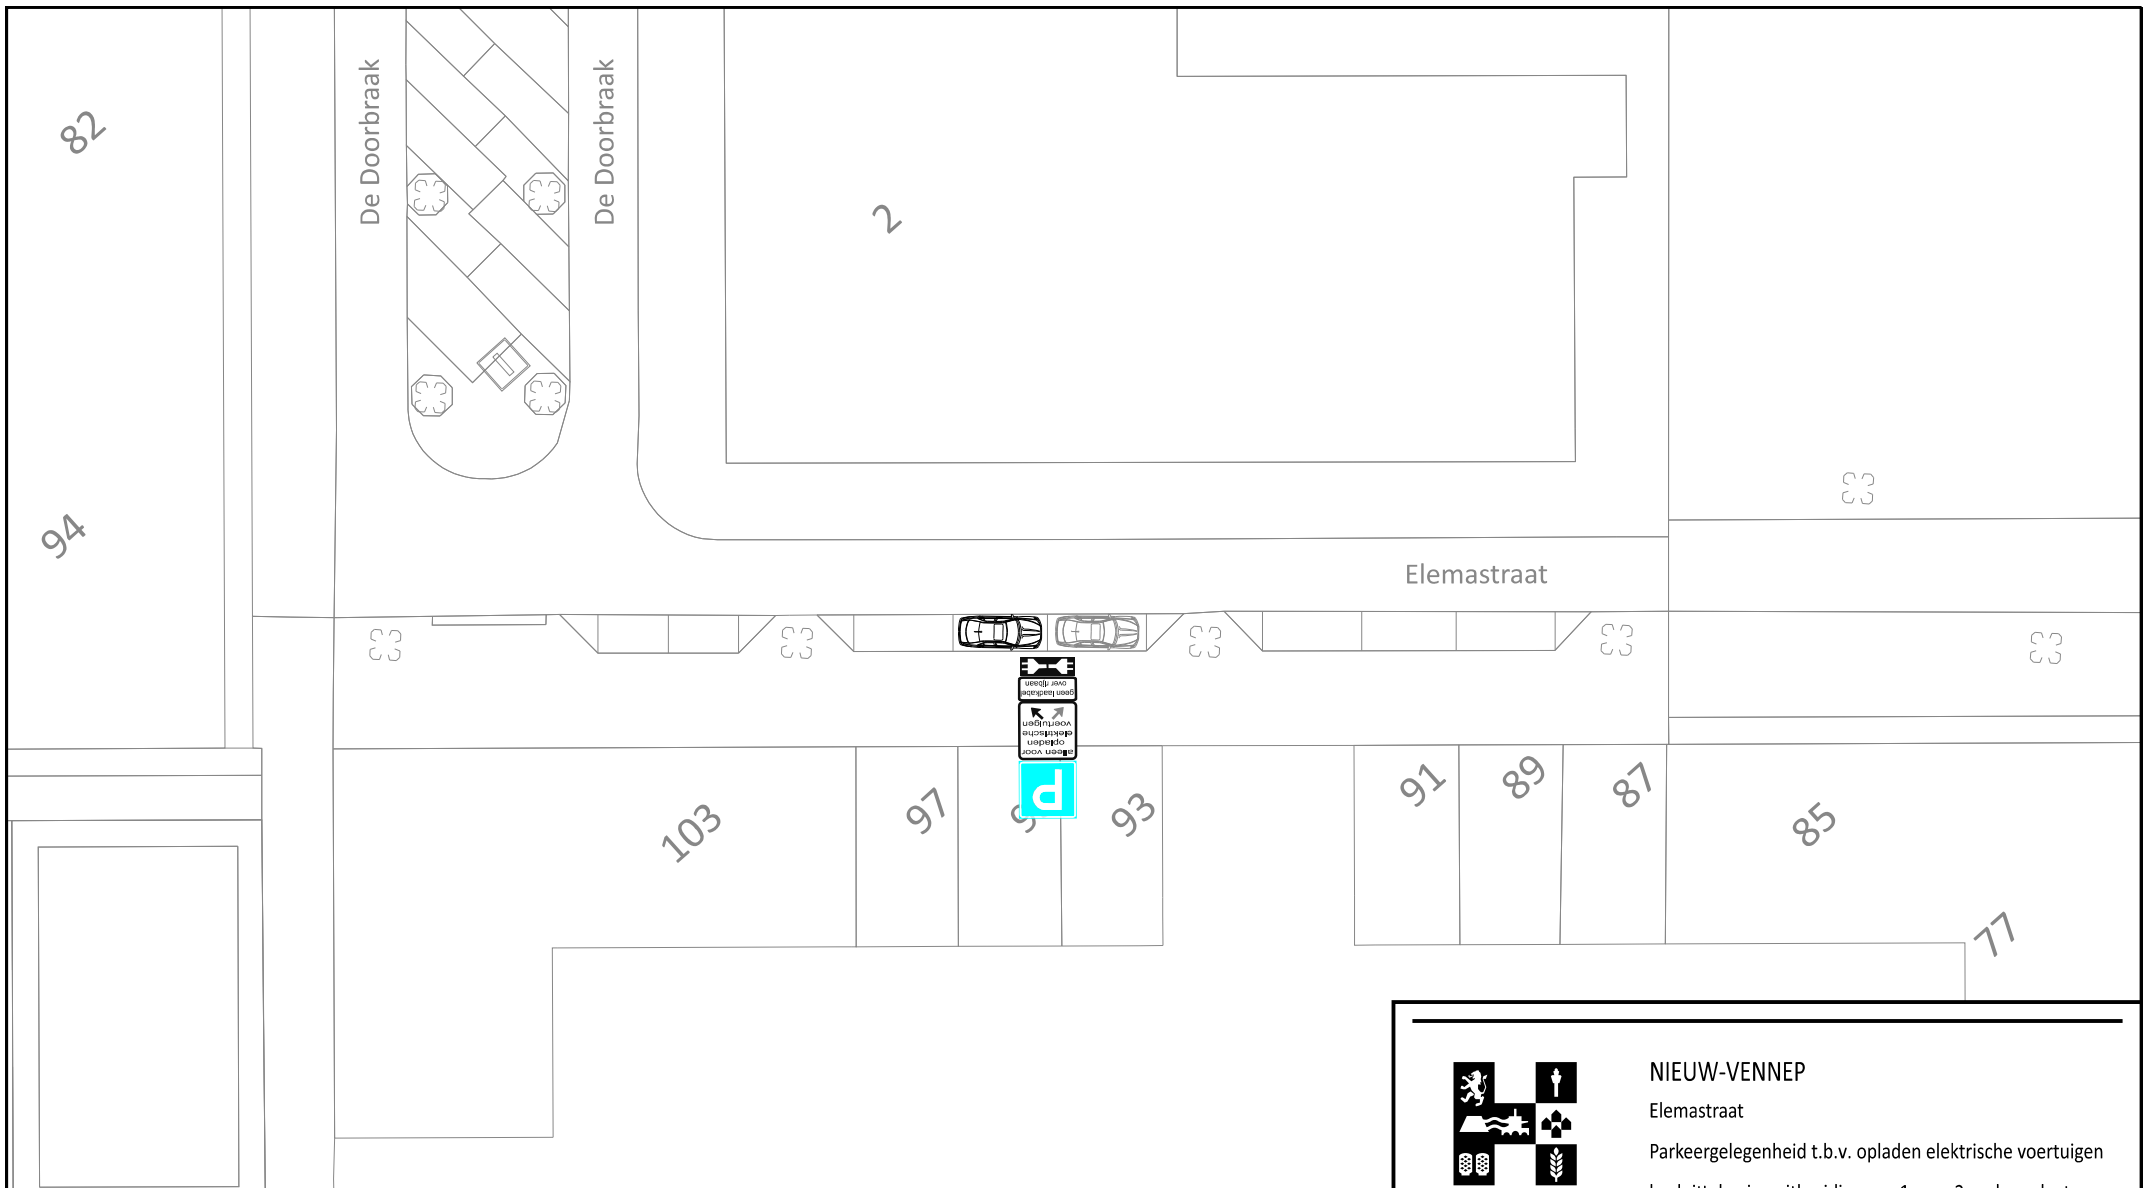 De Doorbraak
De Doorbraak
82
2
94
Elemastraat
geen laadkabel
over rijbaan
alleen voor
opladen
elektrische
voertuigen
P
103
97
93
91
89
87
85
77
NIEUW-VENNEP
Elemastraat
Parkeergelegenheid t.b.v. opladen elektrische voertuigen